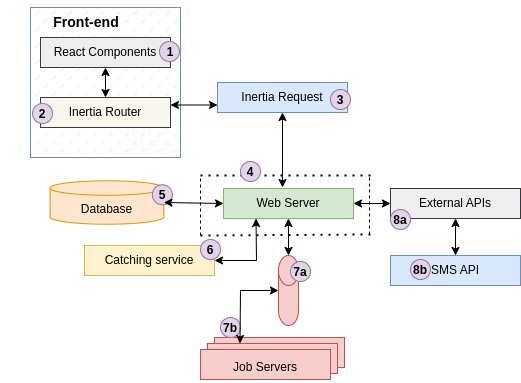 Front-end
React Components
1
2
Inertia Router
Inertia Request
3
4
5
Database
Web Server
External APIs
8a
6
Catching service
7a
8b
SMS API
7b
Job Servers